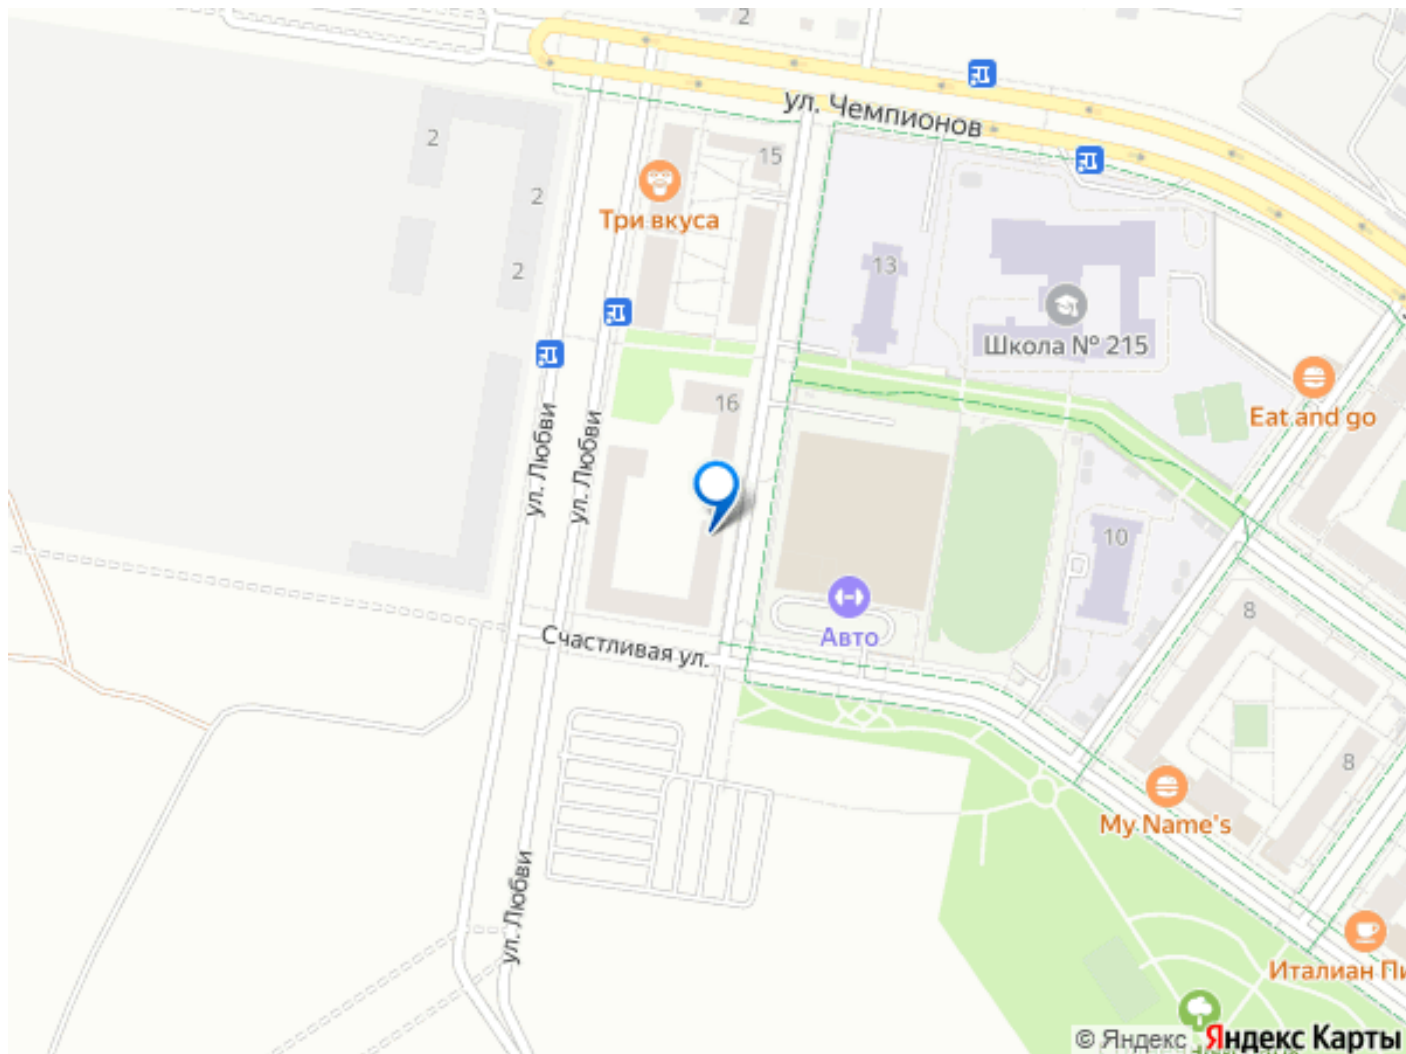 2
ул. Чемпионов
2
15
2
Три вкуса
13
2
Школа № 215
16
Eat and go
ул. Любви
ул. Любви
10
8
Авто
Счастливая ул.
8
My Name's
ул. Любви
Италиан Пи
© Яндекс Яндекс Карты